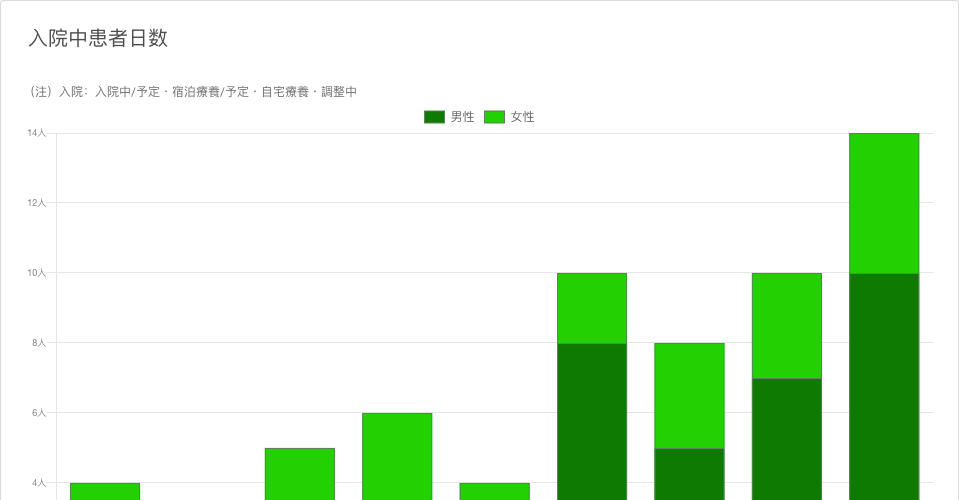 入院中患者日数
（注）入院：入院中/予定・宿泊療養/予定・自宅療養・調整中
男性 女性
14人
12人
10人
8人
6人
4人